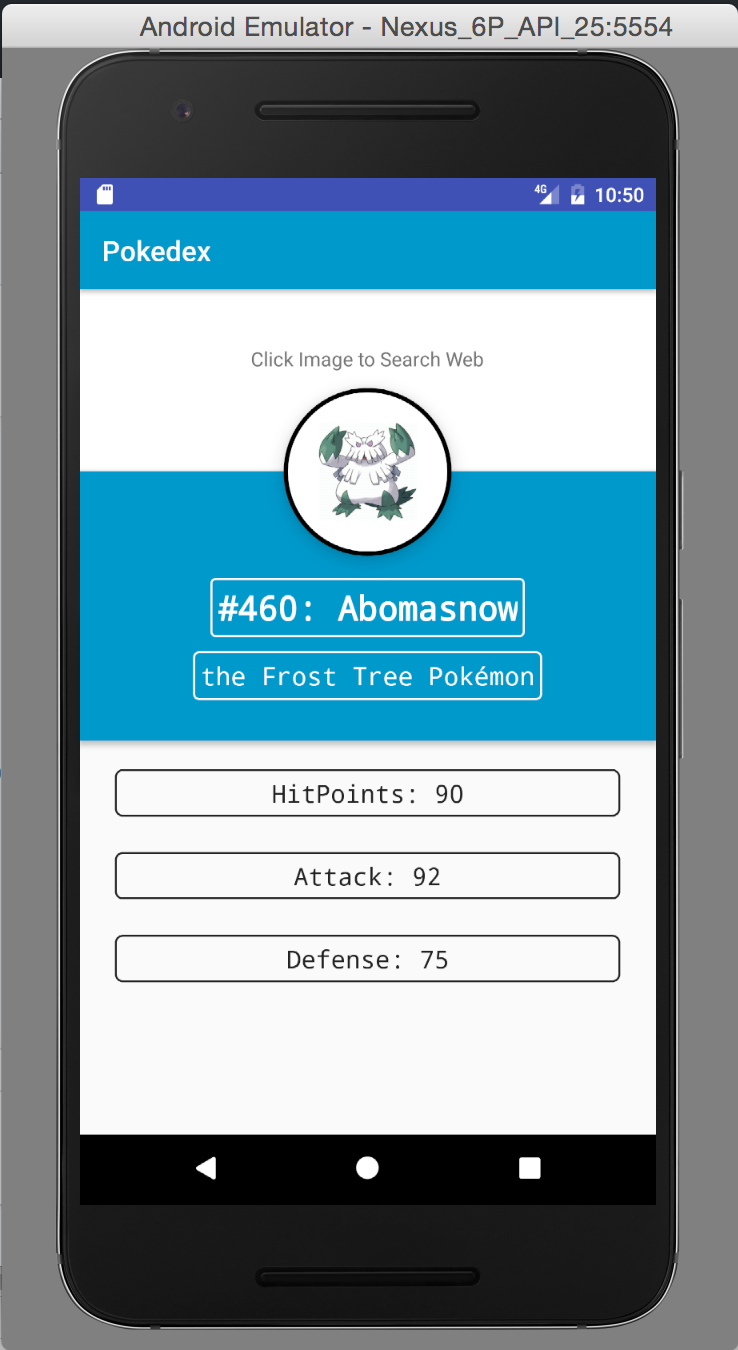 Android Emulator - Nexus_6P_API_25:5554
4G 10:50
Pokedex
Click Image to Search Web
#460: Abomasnow
the Frost Tree Pokémon
HitPoints: 90
Attack: 92
Defense: 75